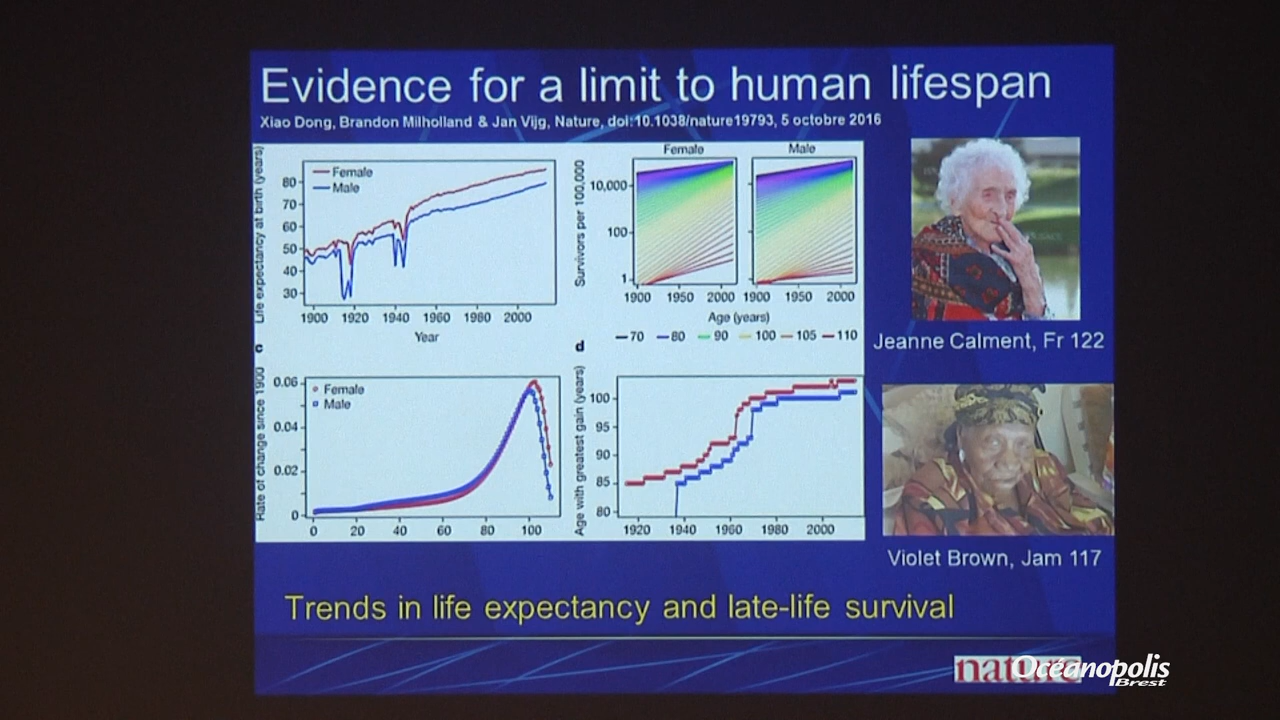 Evidence for a limit to human lifespan
Xiao Dong, Brandon Milholland & Jan Vijg, Nature, doi:10.1038/nature19793, 5 octobre 2016
Life expectancy at birth (years)
Female
Male
80
70
60
50
40
30
1900 1920 1940 1960 1980 2000
Year
Female Male
Survivors per 100,000
10,000
100
1
1900 1950 2000 1900 1950 2000
Age (years)
70 80 90 100 105 110
Jeanne Calment, Fr 122
c
Rate of change since 1900
Female
Male
0.06
0.04
0.02
0
0 20 40 60 80 100
d
Age with greatest gain (years)
100
95
90
85
80
1920 1940 1960 1980 2000
Violet Brown, Jam 117
Trends in life expectancy and late-life survival
nature
Océanopolis
Brest